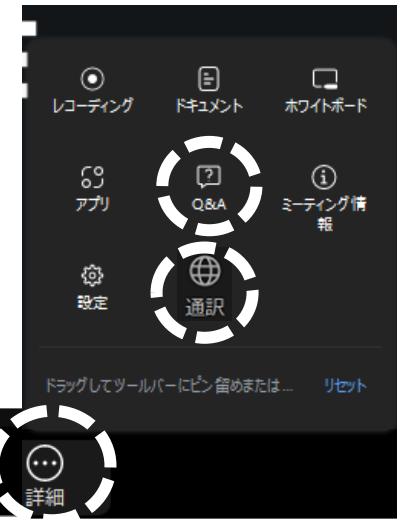 レコーディング
ドキュメント
ホワイトボード
アプリ
Q&A
ミーティング情
報
設定
通訳
ドラッグしてツールバーにピン留めまたは...
リセット
詳細